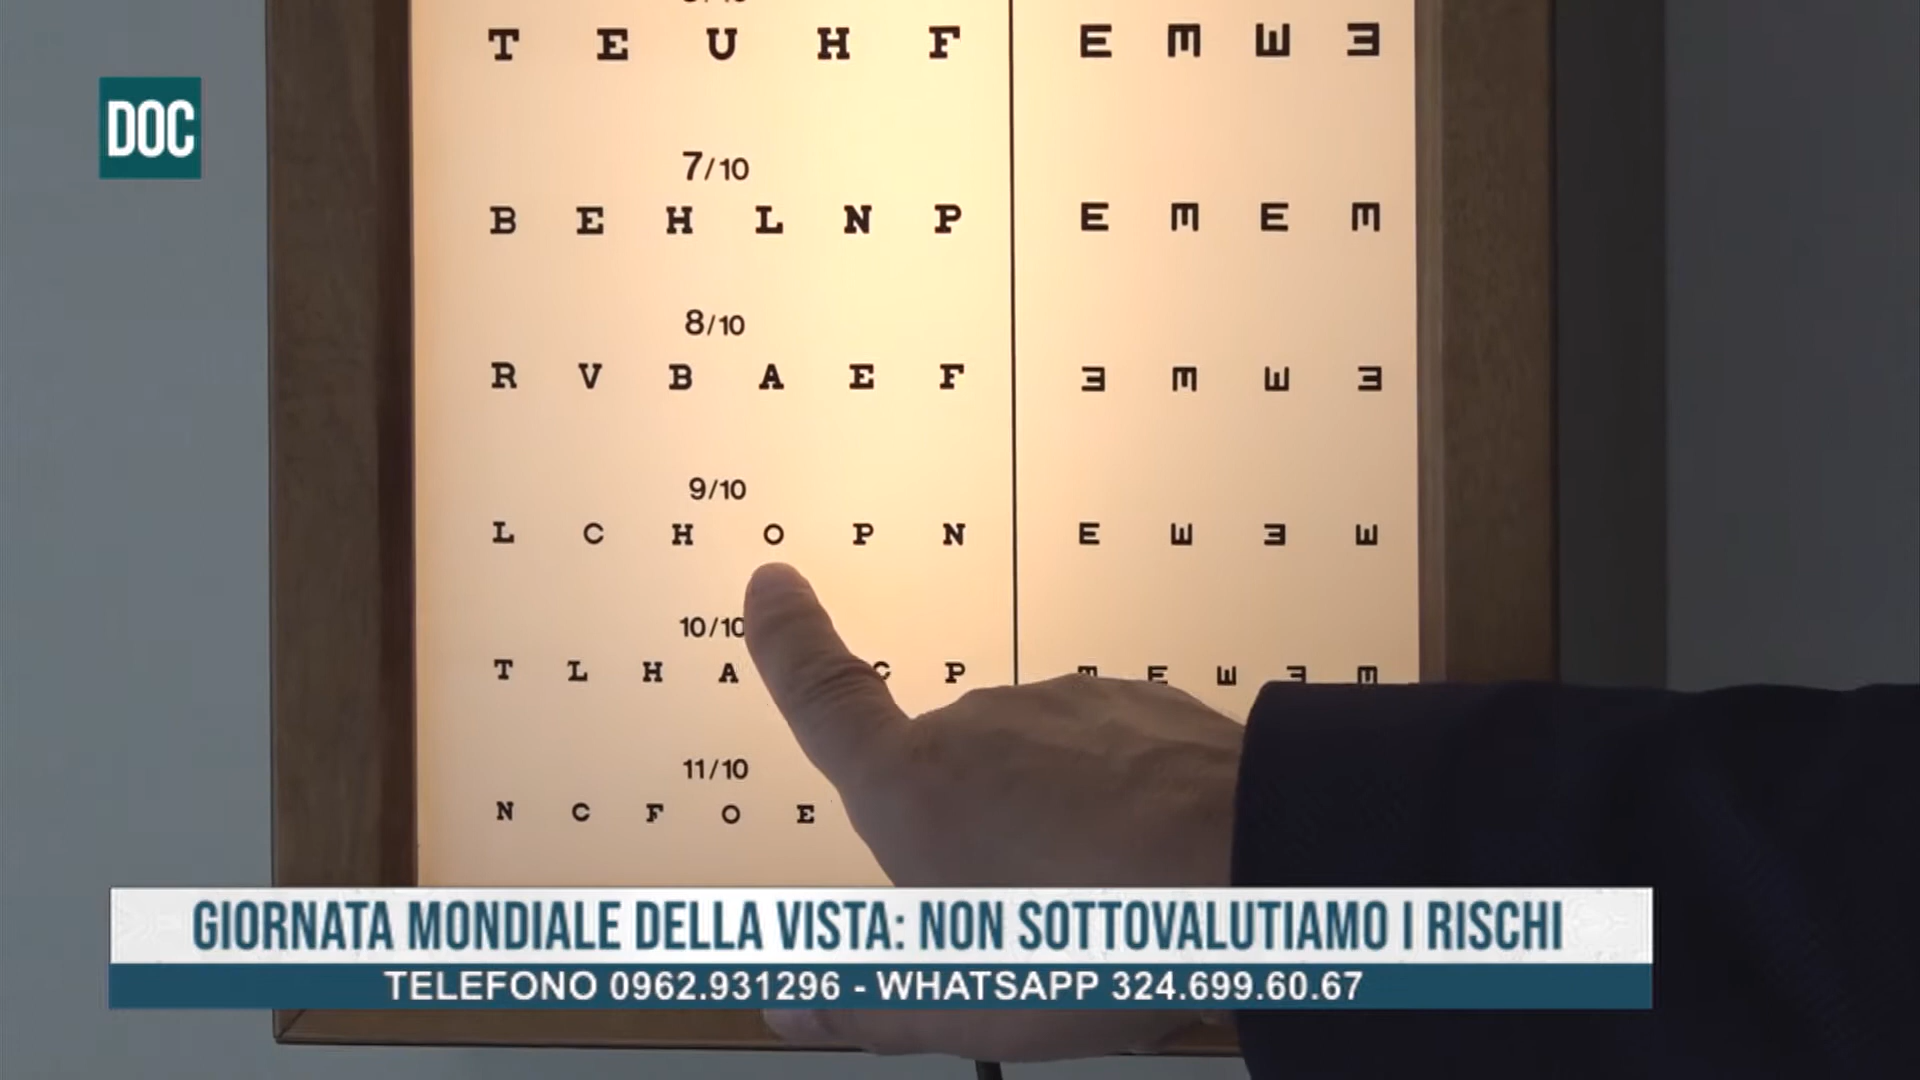 T E U H F E
DOC
7/10
B E H L N P E E
8/10
R V B A E F
9/10
L C H O P N E
10/10
T L H A C P E
11/10
N C F O E
GIORNATA MONDIALE DELLA VISTA: NON SOTTOVALUTIAMO I RISCHI
TELEFONO 0962.931296 - WHATSAPP 324.699.60.67